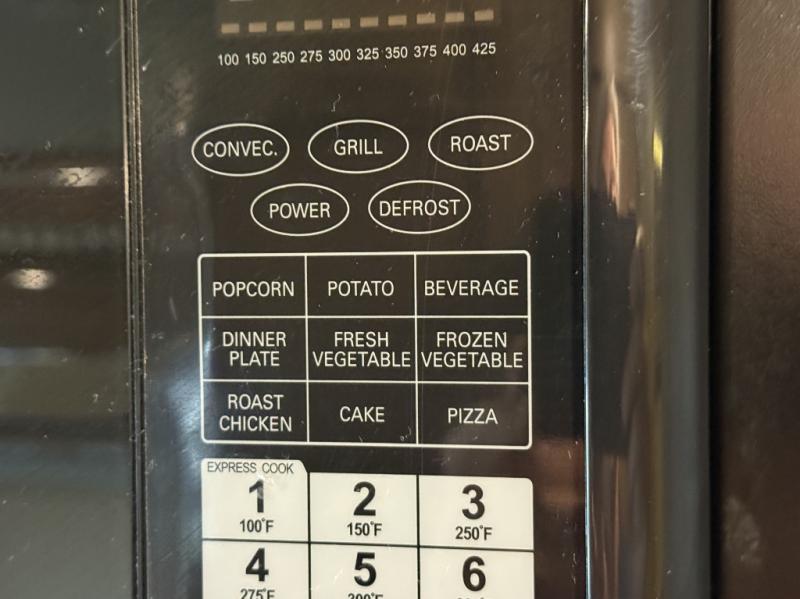 100 150 250 275 300 325 350 375 400 425
CONVEC. GRILL ROAST
POWER DEFROST
POPCORN POTATO BEVERAGE
DINNER PLATE FRESH VEGETABLE FROZEN VEGETABLE
ROAST CHICKEN CAKE PIZZA
EXPRESS COOK
1 2 3
100°F 150°F 250°F
4 5 6
275°F